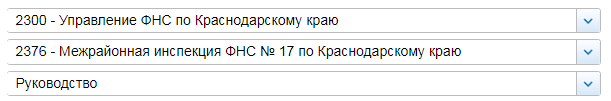 2300 - Управление ФНС по Краснодарскому краю
2376 - Межрайонная инспекция ФНС № 17 по Краснодарскому краю
Руководство